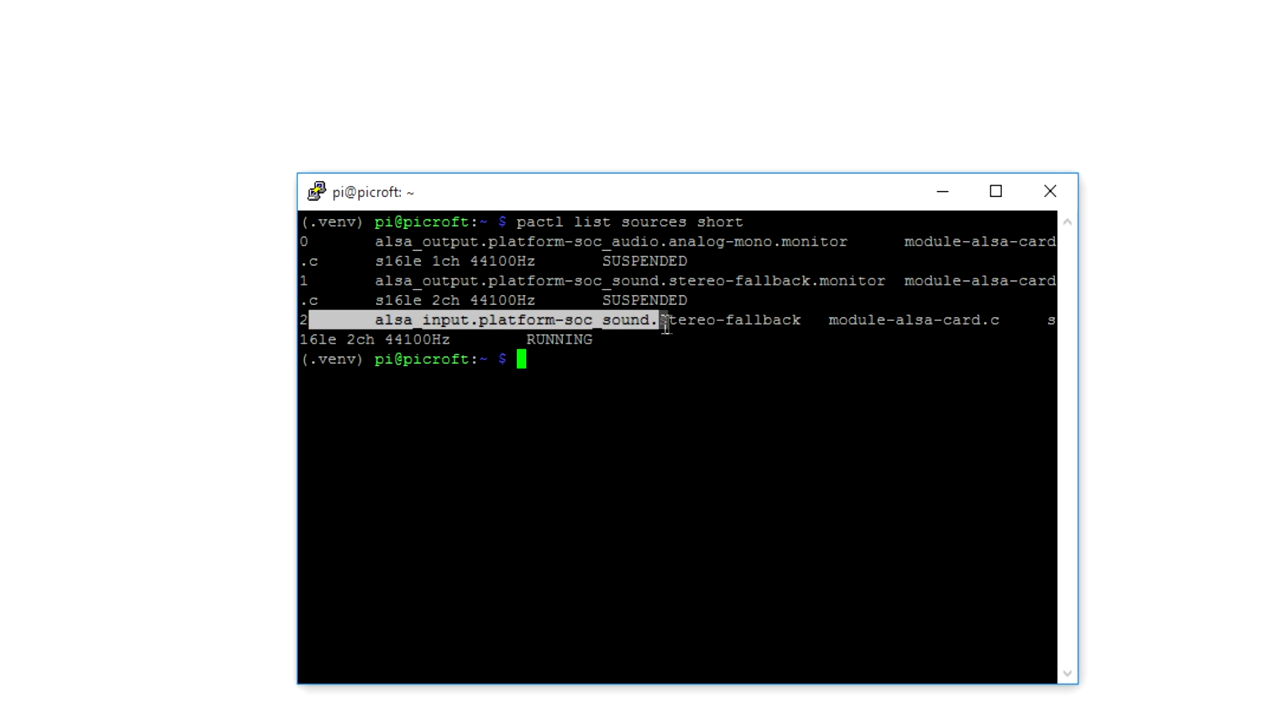 pi@picroft: ~
(.venv) pi@picroft:~ $ pactl list sources short
0 alsa_output.platform-soc_audio.analog-mono.monitor module-alsa-card
.c s16le 1ch 44100Hz SUSPENDED
1 alsa_output.platform-soc_sound.stereo-fallback.monitor module-alsa-card
.c s16le 2ch 44100Hz SUSPENDED
2 alsa_input.platform-soc_sound.stereo-fallback module-alsa-card.c s
16le 2ch 44100Hz RUNNING
(.venv) pi@picroft:~ $